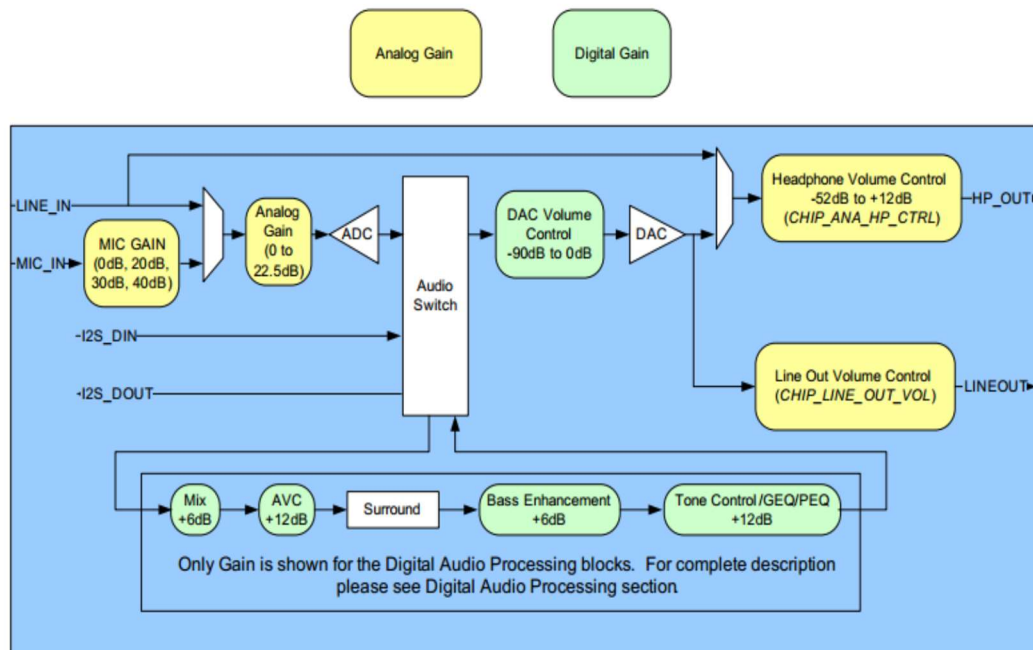 Analog Gain
Digital Gain
LINE_IN
MIC_IN
MIC GAIN
(0dB, 20dB,
30dB, 40dB)
Analog
Gain
(0 to
22.5dB)
ADC
Audio
Switch
DAC Volume
Control
-90dB to 0dB
DAC
Headphone Volume Control
-52dB to +12dB
(CHIP_ANA_HP_CTRL)
HP_OUT
I2S_DIN
I2S_DOUT
Line Out Volume Control
(CHIP_LINE_OUT_VOL)
LINEOUT
Mix
+6dB
AVC
+12dB
Surround
Bass Enhancement
+6dB
Tone Control/GEQ/PEQ
+12dB
Only Gain is shown for the Digital Audio Processing blocks. For complete description
please see Digital Audio Processing section.